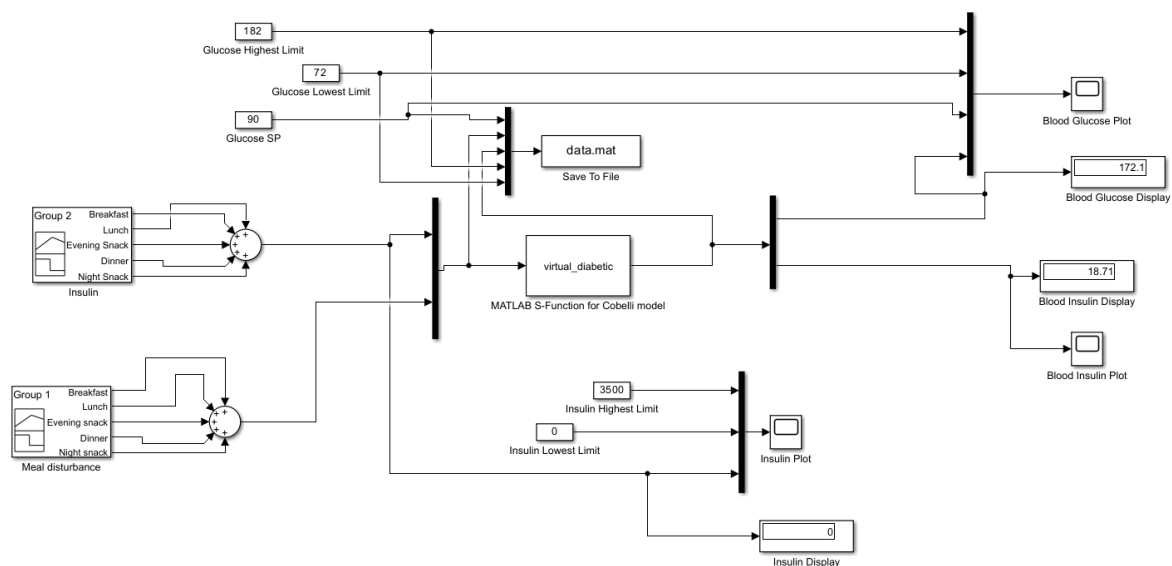 182
Glucose Highest Limit
72
Glucose Lowest Limit
90
Glucose SP
data.mat
Save To File
Blood Glucose Plot
172.1
Blood Glucose Display
Group 2
Breakfast
Lunch
Evening Snack
Dinner
Night Snack
Insulin
+
+
+
+
+
virtual_diabetic
MATLAB S-Function for Cobelli model
18.71
Blood Insulin Display
Blood Insulin Plot
Group 1
Breakfast
Lunch
Evening snack
Dinner
Night snack
Meal disturbance
+
+
+
+
+
3500
Insulin Highest Limit
0
Insulin Lowest Limit
Insulin Plot
0
Insulin Display